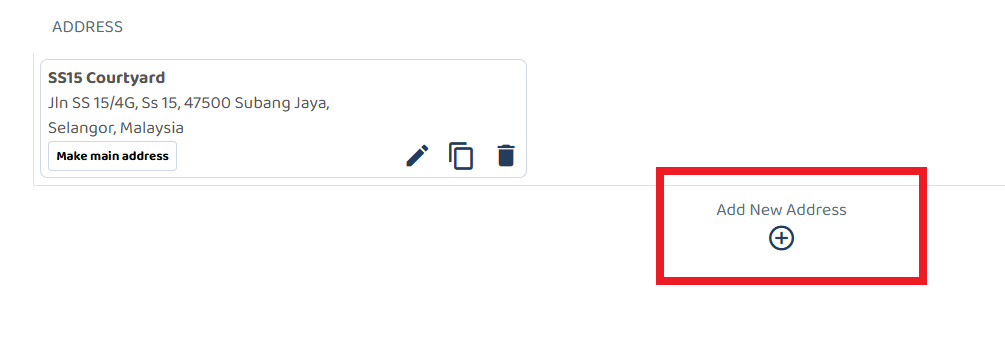 ADDRESS
SS15 Courtyard
Jln SS 15/4G, Ss 15, 47500 Subang Jaya,
Selangor, Malaysia
Make main address
Add New Address